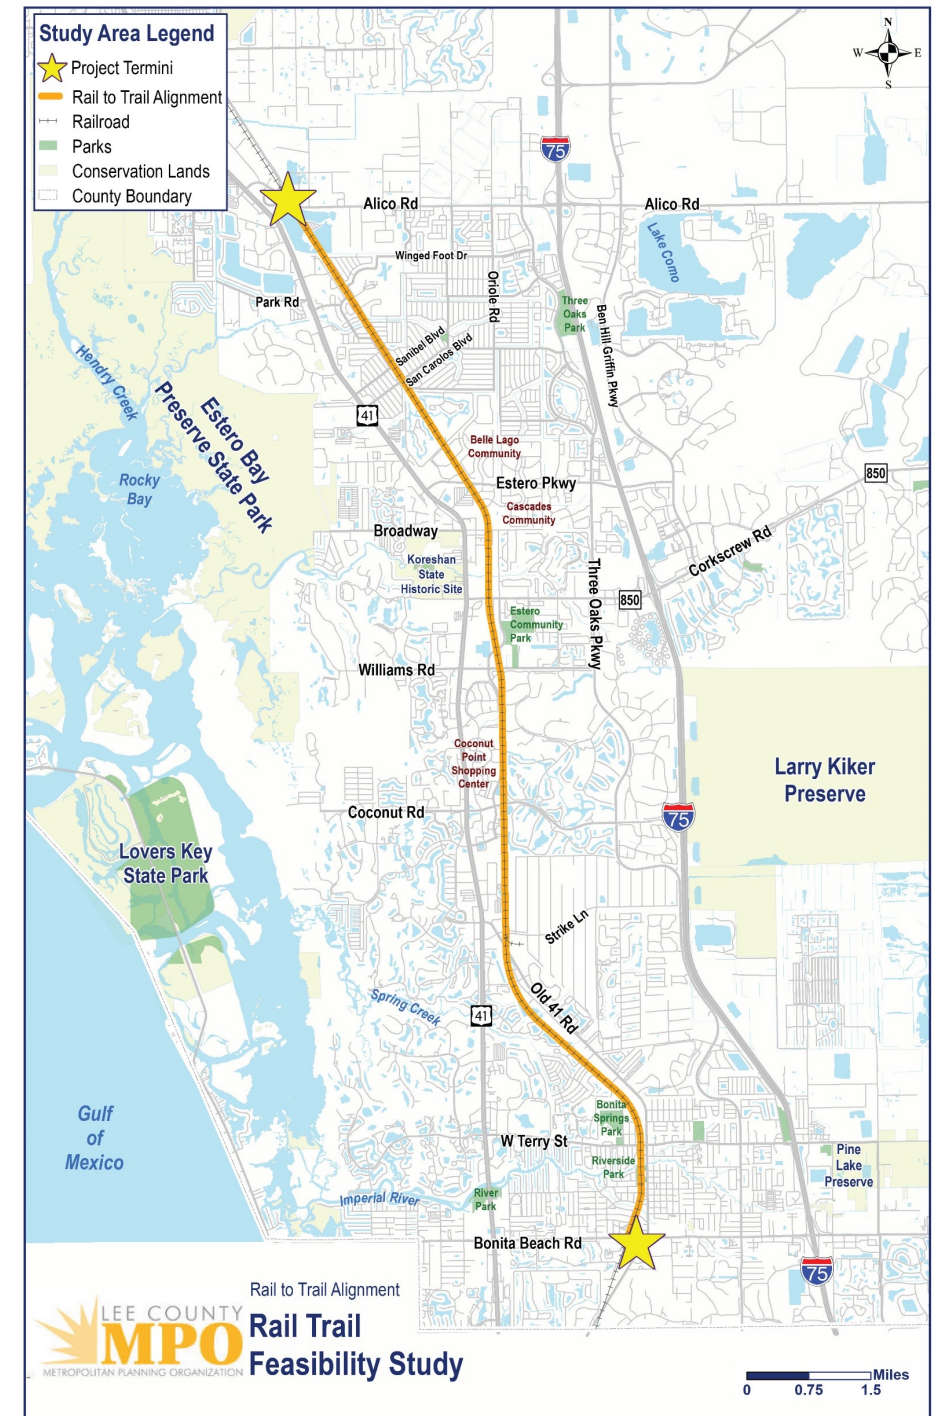 Study Area Legend
Project Termini
Rail to Trail Alignment
Railroad
Parks
Conservation Lands
County Boundary
N
W E
S
75
Alico Rd
Alico Rd
Lake Como
Winged Foot Dr
Oriole Rd
Park Rd
Three
Oaks
Park
Ben Hill Griffin Pkwy
Sanibel Blvd
San Carolos Blvd
Hendry Creek
Estero Bay
Preserve State Park
41
Belle Lago
Community
Rocky
Bay
Estero Pkwy
850
Cascades
Community
Broadway
Corkscrew Rd
Koreshan
State
Historic Site
Three Oaks Pkwy
850
Estero
Community
Park
Williams Rd
Coconut
Point
Shopping
Center
Larry Kiker
Preserve
Coconut Rd
75
Lovers Key
State Park
Strike Ln
Spring Creek
Old 41 Rd
41
Gulf
of
Mexico
Bonita
Springs
Park
W Terry St
Riverside
Park
Pine
Lake
Preserve
Imperial River
River
Park
Bonita Beach Rd
75
LEE COUNTY
MPO
METROPOLITAN PLANNING ORGANIZATION
Rail to Trail Alignment
Rail Trail
Feasibility Study
Miles
0 0.75 1.5